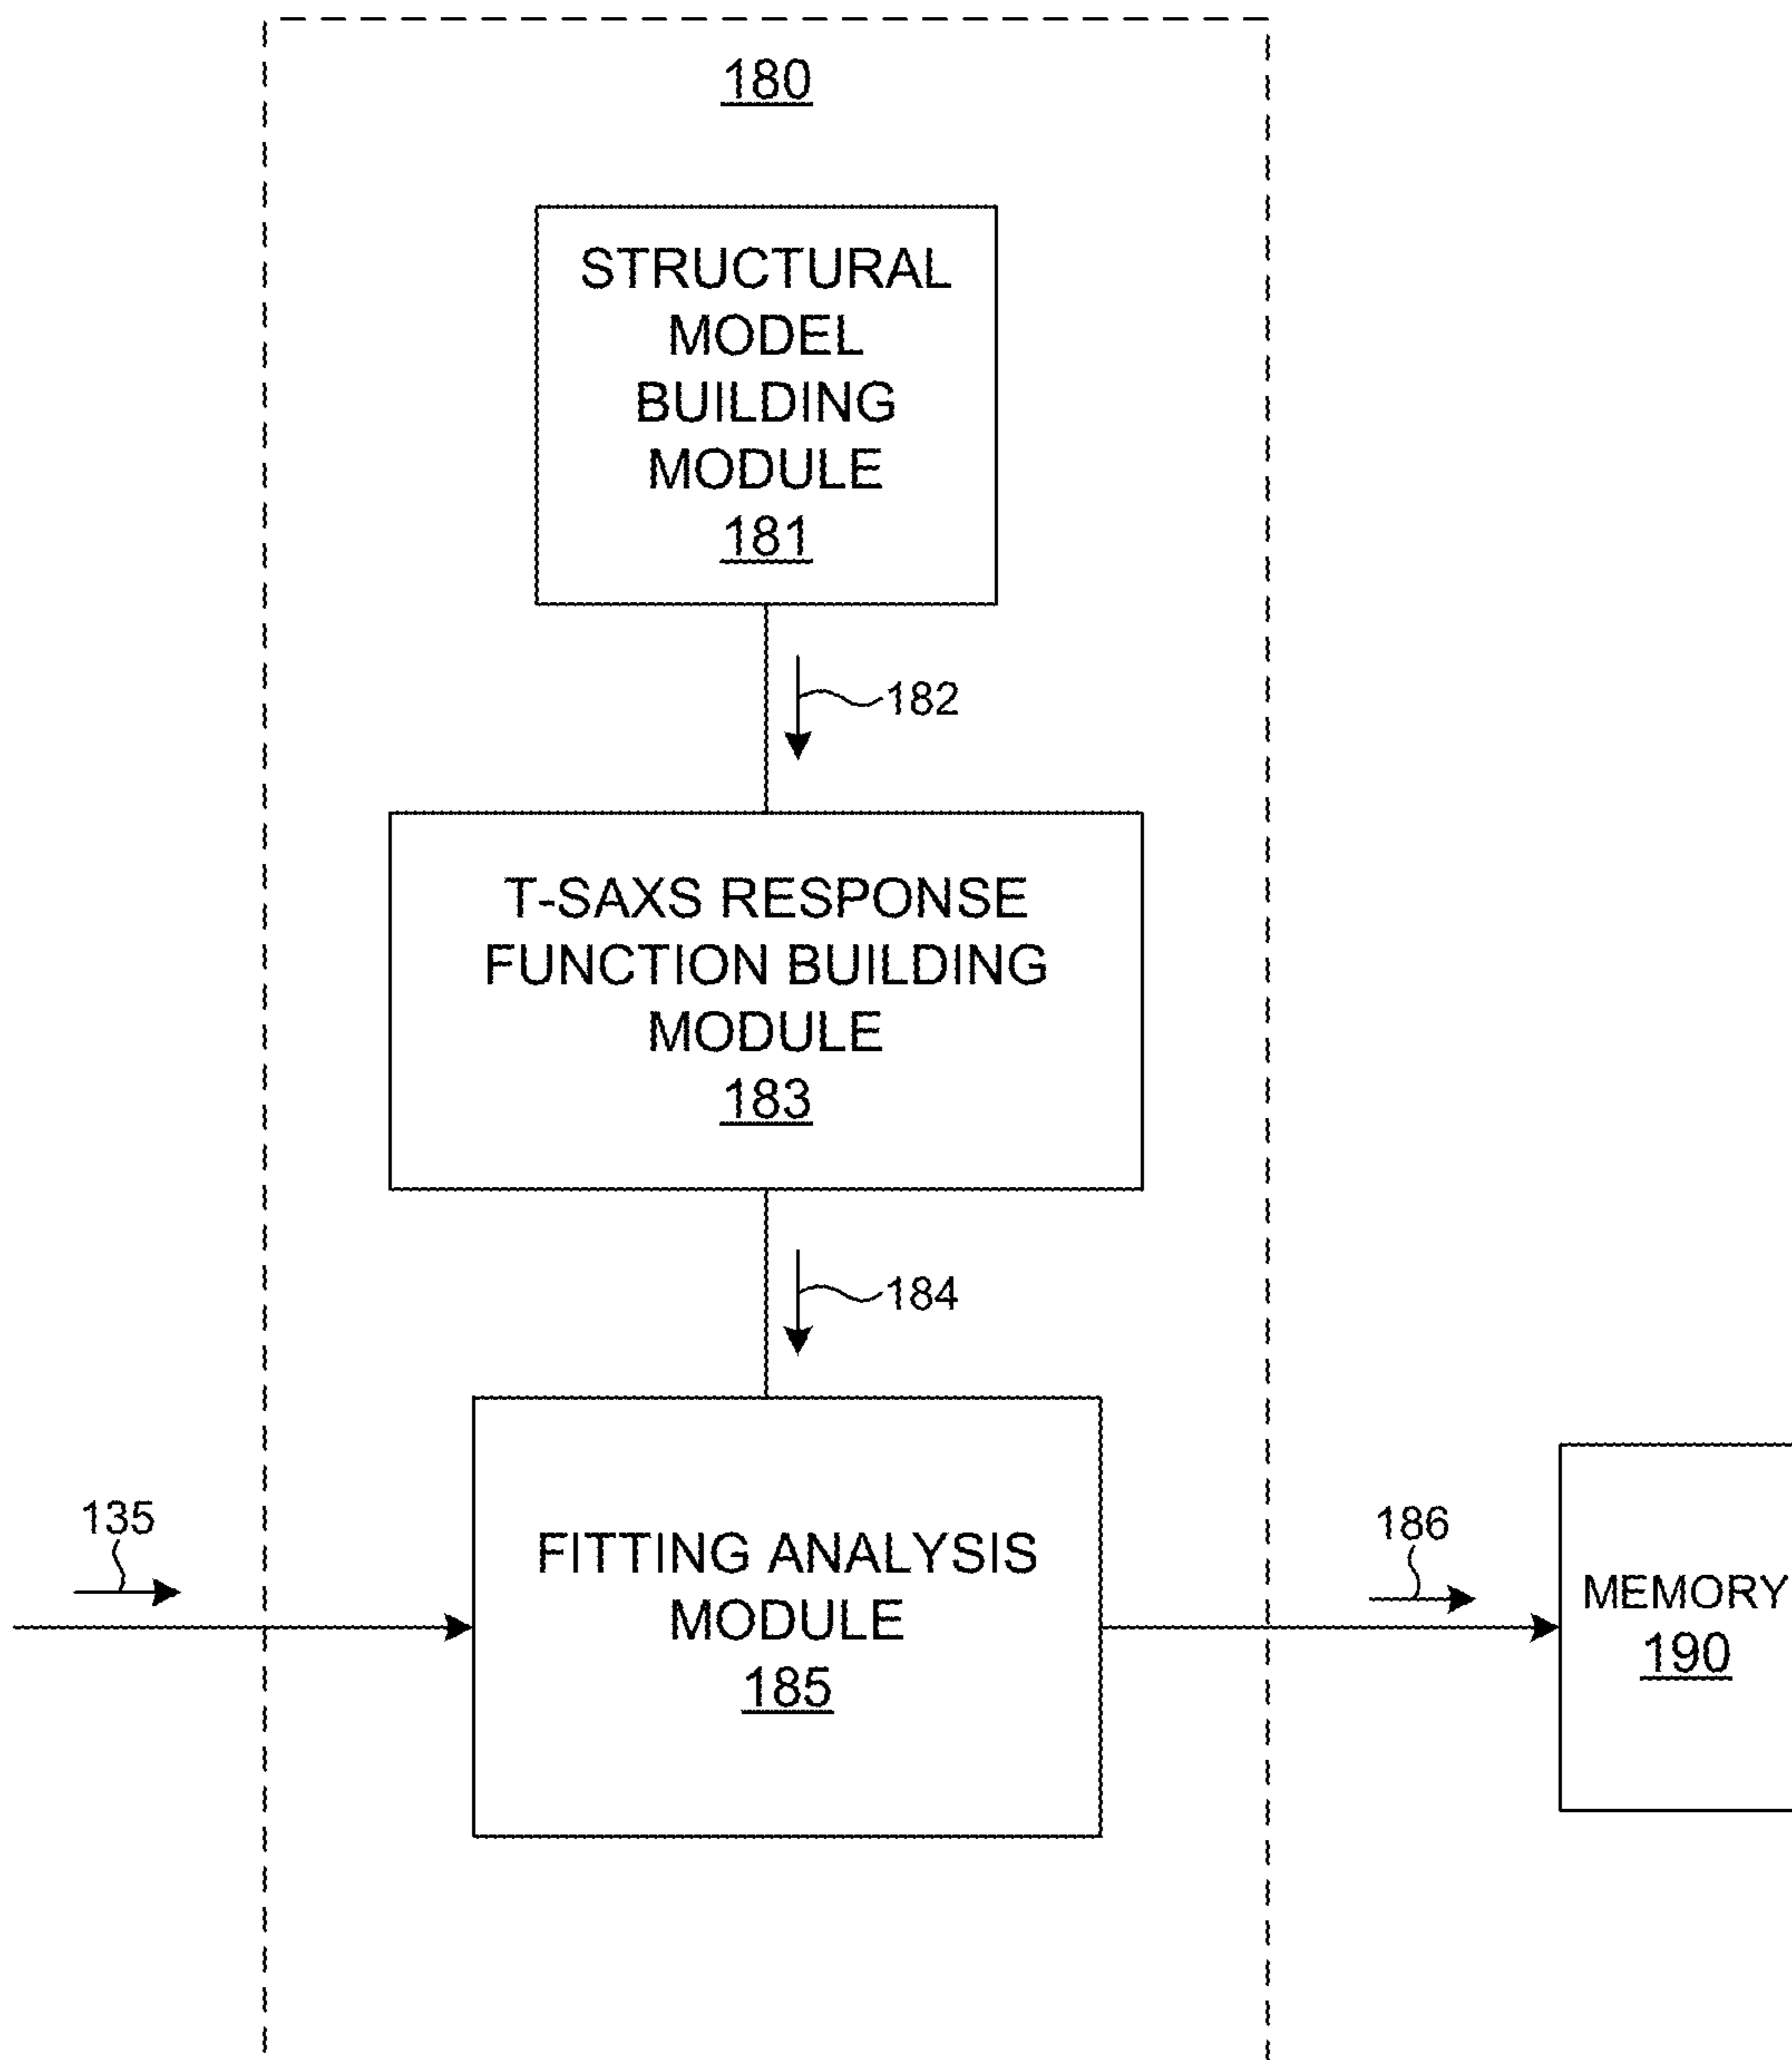 180
STRUCTURAL
MODEL
BUILDING
MODULE
181
182
T-SAXS RESPONSE
FUNCTION BUILDING
MODULE
183
184
135
FITTING ANALYSIS
MODULE
185
186
MEMORY
190